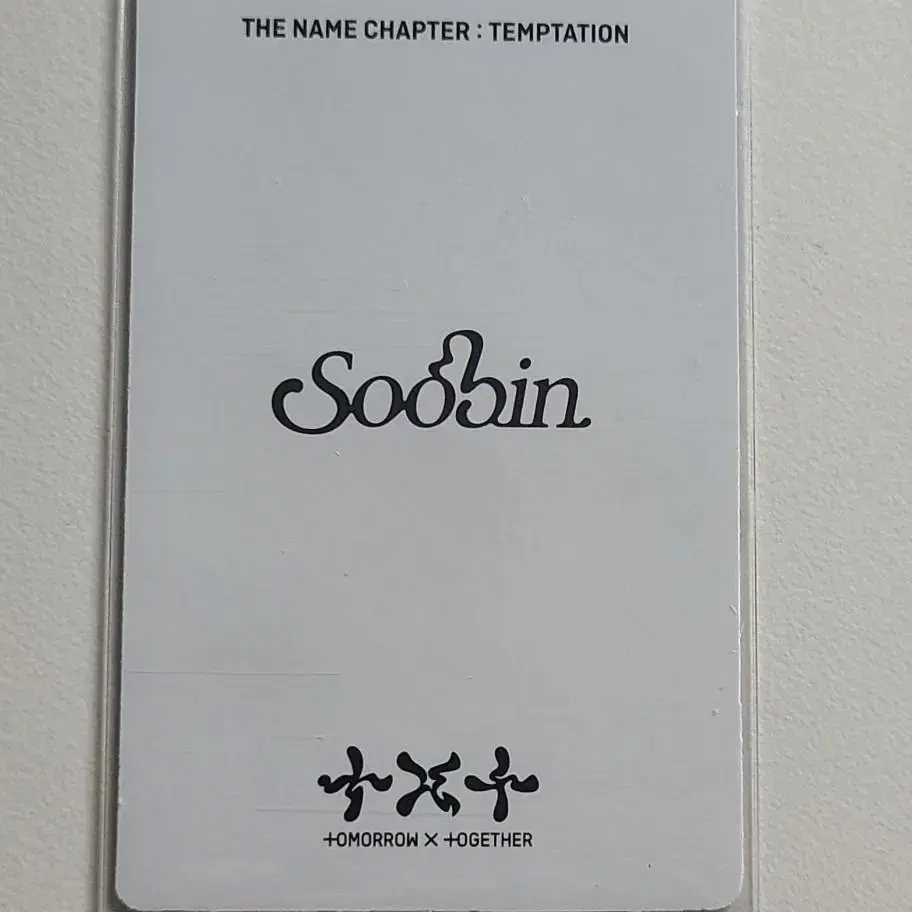 THE NAME CHAPTER : TEMPTATION
Soobin.
TXT
TOMORROW X TOGETHER